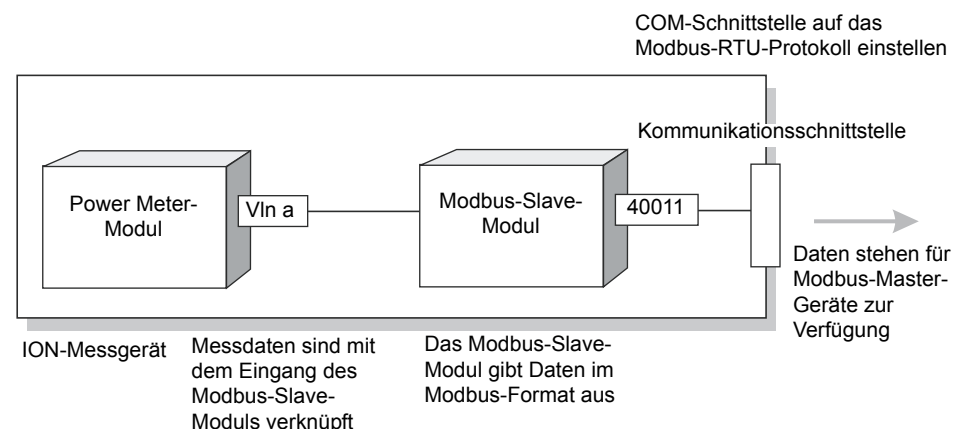 COM-Schnittstelle auf das
Modbus-RTU-Protokoll einstellen
Kommunikationsschnittstelle
Power Meter-
Modul
Vln a
Modbus-Slave-
Modul
40011
Daten stehen für
Modbus-Master-
Geräte zur
Verfügung
ION-Messgerät
Messdaten sind mit
dem Eingang des
Modbus-Slave-
Moduls verknüpft
Das Modbus-Slave-
Modul gibt Daten im
Modbus-Format aus